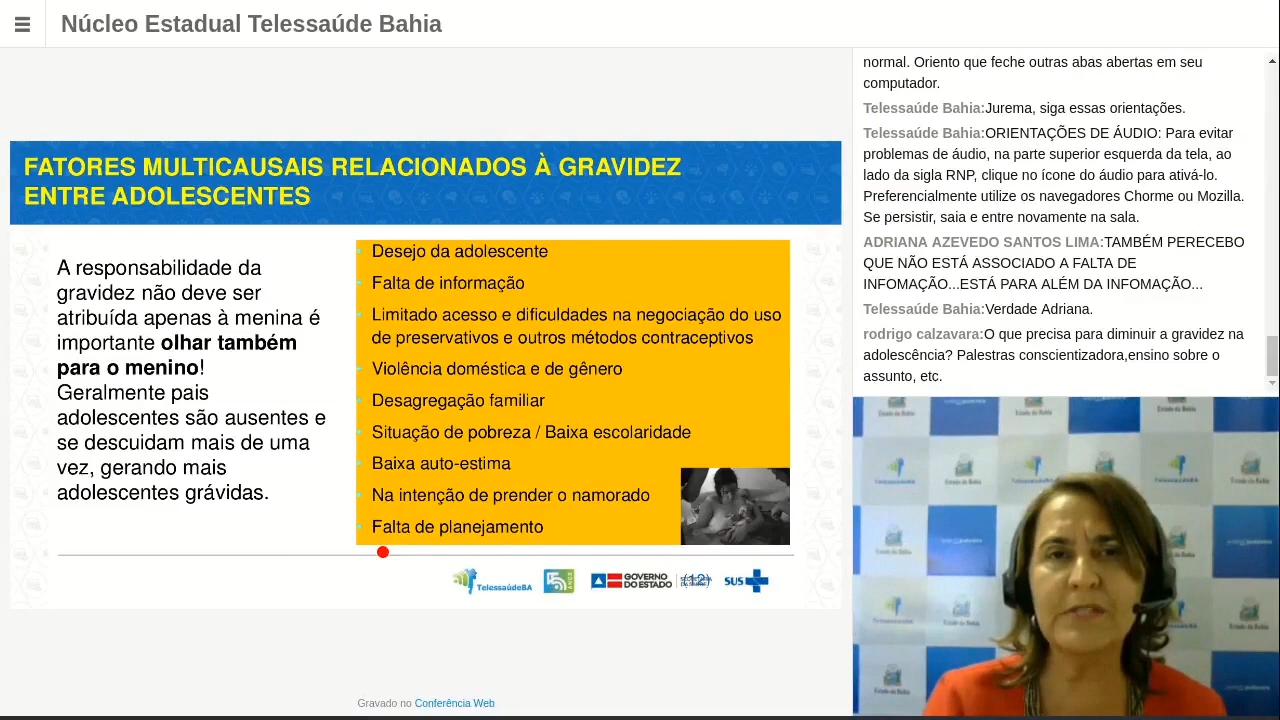 Núcleo Estadual Telessaúde Bahia
FATORES MULTICAUSAIS RELACIONADOS À GRAVIDEZ
ENTRE ADOLESCENTES
A responsabilidade da
gravidez não deve ser
atribuída apenas à menina é
importante olhar também
para o menino!
Geralmente pais
adolescentes são ausentes e
se descuidam mais de uma
vez, gerando mais
adolescentes grávidas.
Desejo da adolescente
Falta de informação
Limitado acesso e dificuldades na negociação do uso
de preservativos e outros métodos contraceptivos
Violência doméstica e de gênero
Desagregação familiar
Situação de pobreza / Baixa escolaridade
Baixa auto-estima
Na intenção de prender o namorado
Falta de planejamento
TelessaúdeBA
GOVERNO
DO ESTADO
(12)
SUS
Gravado no Conferência Web
normal. Oriento que feche outras abas abertas em seu
computador.
Telessaúde Bahia:Jurema, siga essas orientações.
Telessaúde Bahia:ORIENTAÇÕES DE ÁUDIO: Para evitar
problemas de áudio, na parte superior esquerda da tela, ao
lado da sigla RNP, clique no ícone do áudio para ativá-lo.
Preferencialmente utilize os navegadores Chorme ou Mozilla.
Se persistir, saia e entre novamente na sala.
ADRIANA AZEVEDO SANTOS LIMA:TAMBÉM PERECEBO
QUE NÃO ESTÁ ASSOCIADO A FALTA DE
INFOMAÇÃO...ESTÁ PARA ALÉM DA INFOMAÇÃO...
Telessaúde Bahia:Verdade Adriana.
rodrigo calzavara:O que precisa para diminuir a gravidez na
adolescência? Palestras conscientizadora,ensino sobre o
assunto, etc.